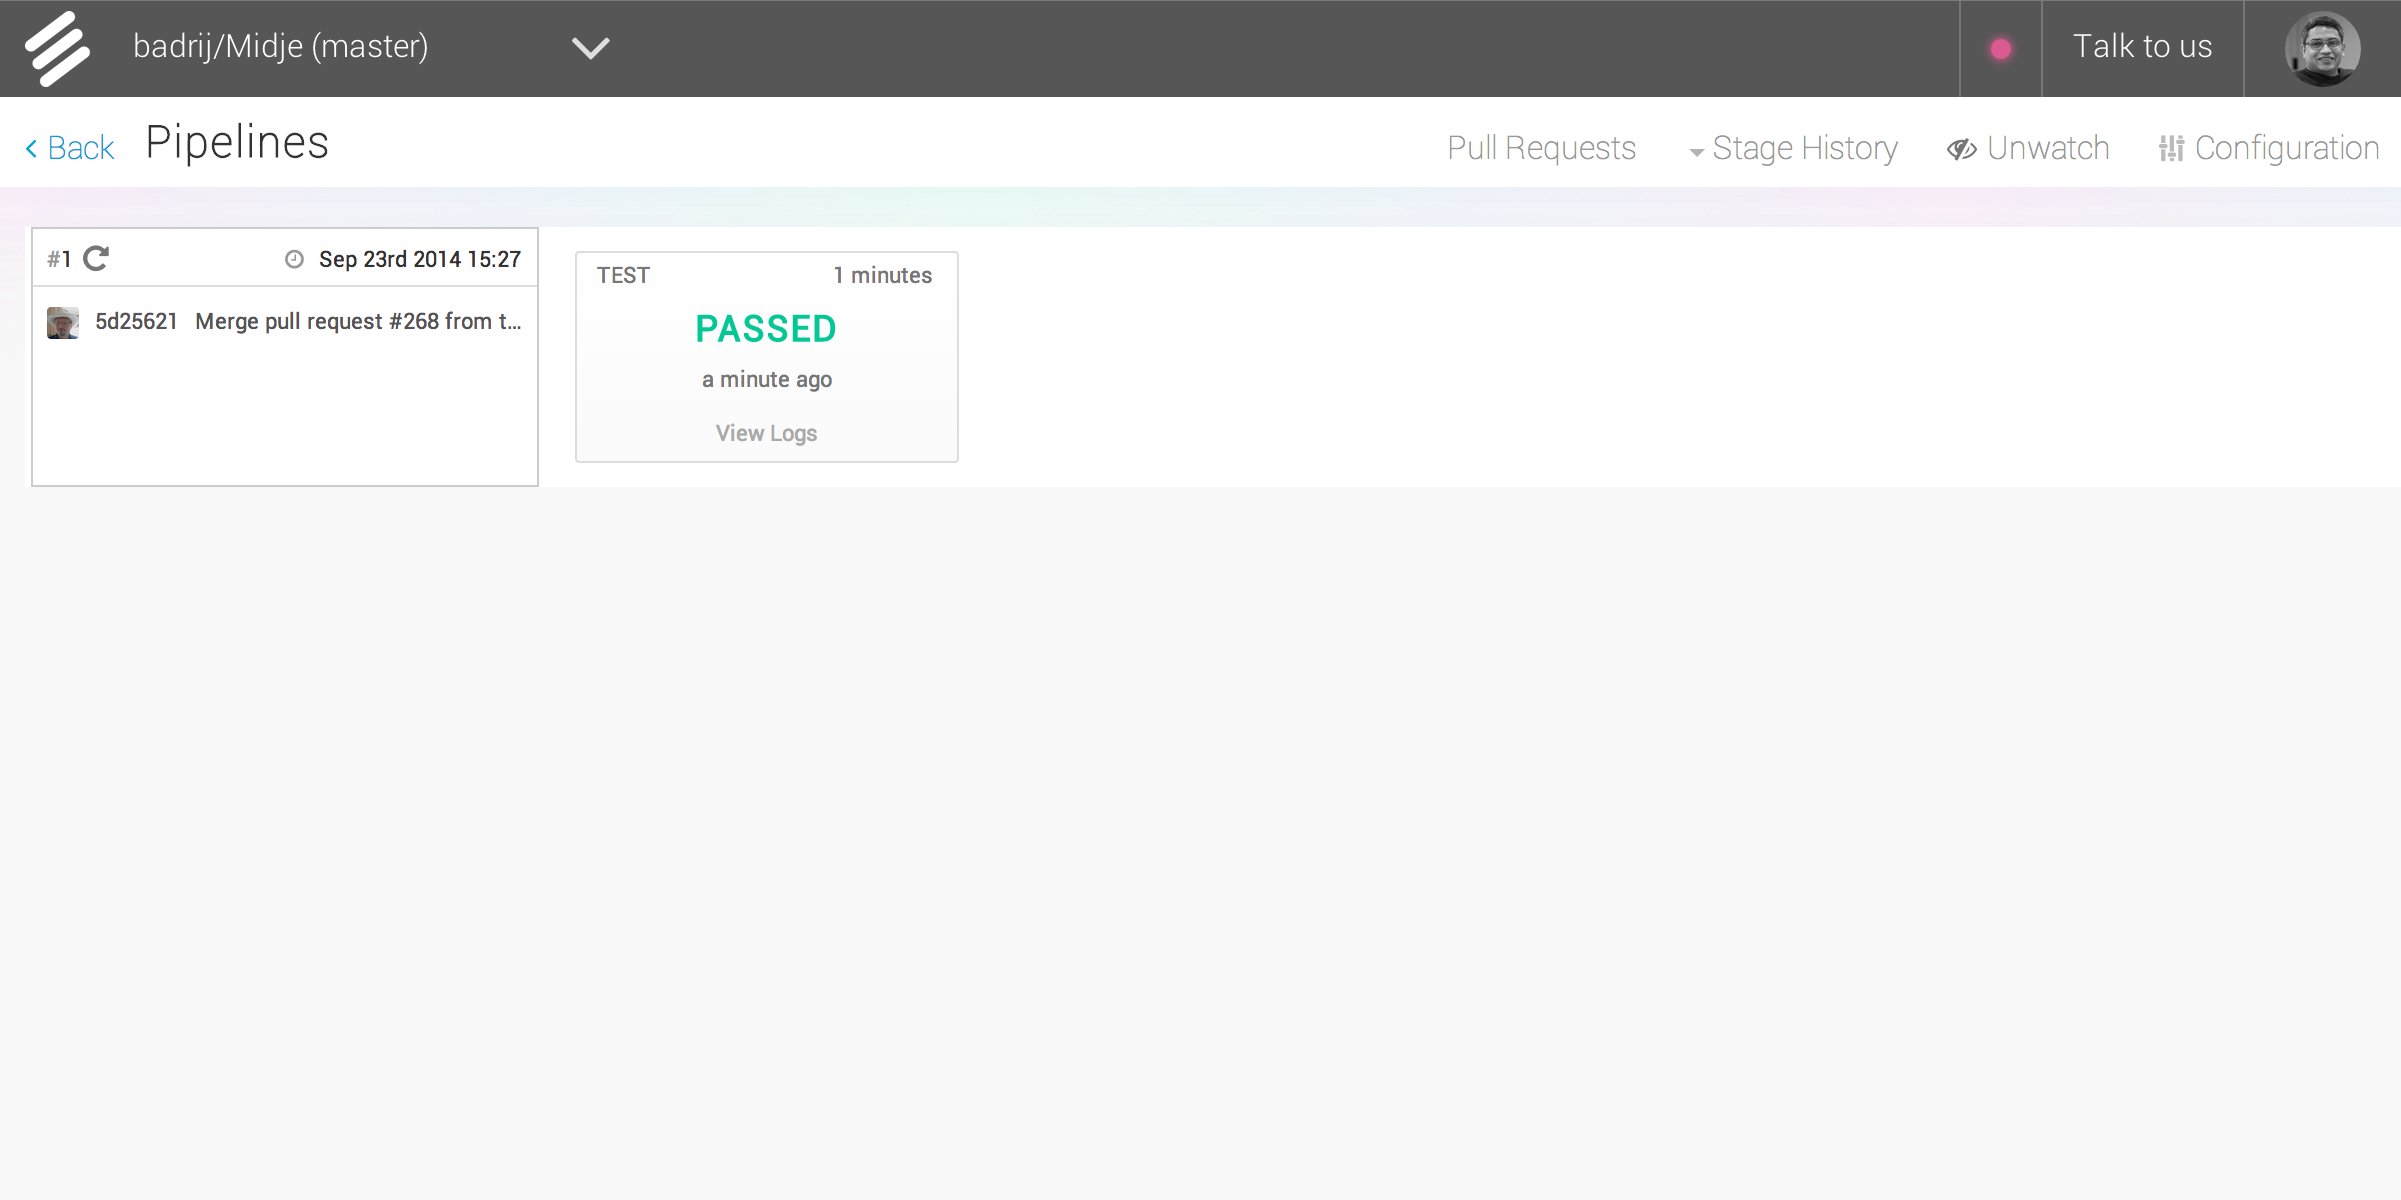 badrij/Midje (master)
Talk to us
Back
Pipelines
Pull Requests
Stage History
Unwatch
Configuration
#1
Sep 23rd 2014 15:27
5d25621 Merge pull request #268 from t...
TEST
1 minutes
PASSED
a minute ago
View Logs